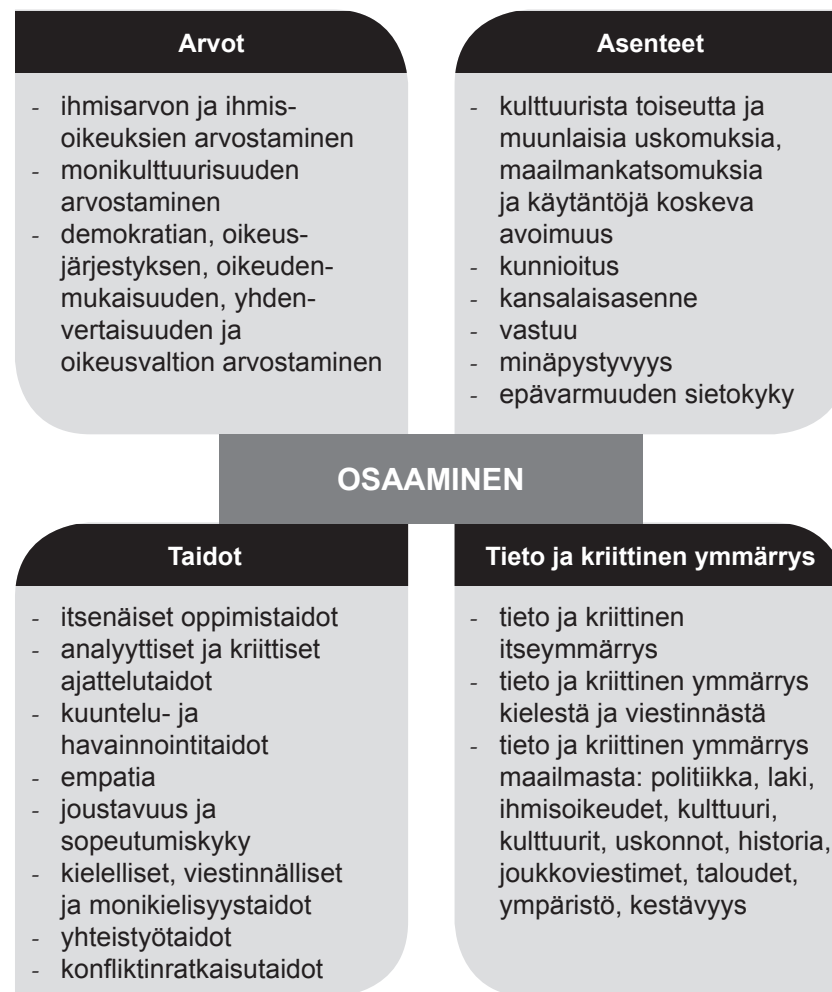 Arvot
- ihmisarvon ja ihmis-
oikeuksien arvostaminen
- monikulttuurisuuden
arvostaminen
- demokratian, oikeus-
järjestyksen, oikeuden-
mukaisuuden, yhden-
vertaisuuden ja
oikeusvaltion arvostaminen
Asenteet
- kulttuurista toiseutta ja
muunlaisia uskomuksia,
maailmankatsomuksia
ja käytäntöjä koskeva
avoimuus
- kunnioitus
- kansalaisasenne
- vastuu
- minäpystyvyys
- epävarmuuden sietokyky
OSAAMINEN
Taidot
- itsenäiset oppimistaidot
- analyyttiset ja kriittiset
ajattelutaidot
- kuuntelu- ja
havainnointitaidot
- empatia
- joustavuus ja
sopeutumiskyky
- kielelliset, viestinnälliset
ja monikielisyystaidot
- yhteistyötaidot
- konfliktinratkaisutaidot
Tieto ja kriittinen ymmärrys
- tieto ja kriittinen
itseymmärrys
- tieto ja kriittinen ymmärrys
kielestä ja viestinnästä
- tieto ja kriittinen ymmärrys
maailmasta: politiikka, laki,
ihmisoikeudet, kulttuuri,
kulttuurit, uskonnot, historia,
joukkoviestimet, taloudet,
ympäristö, kestävyys